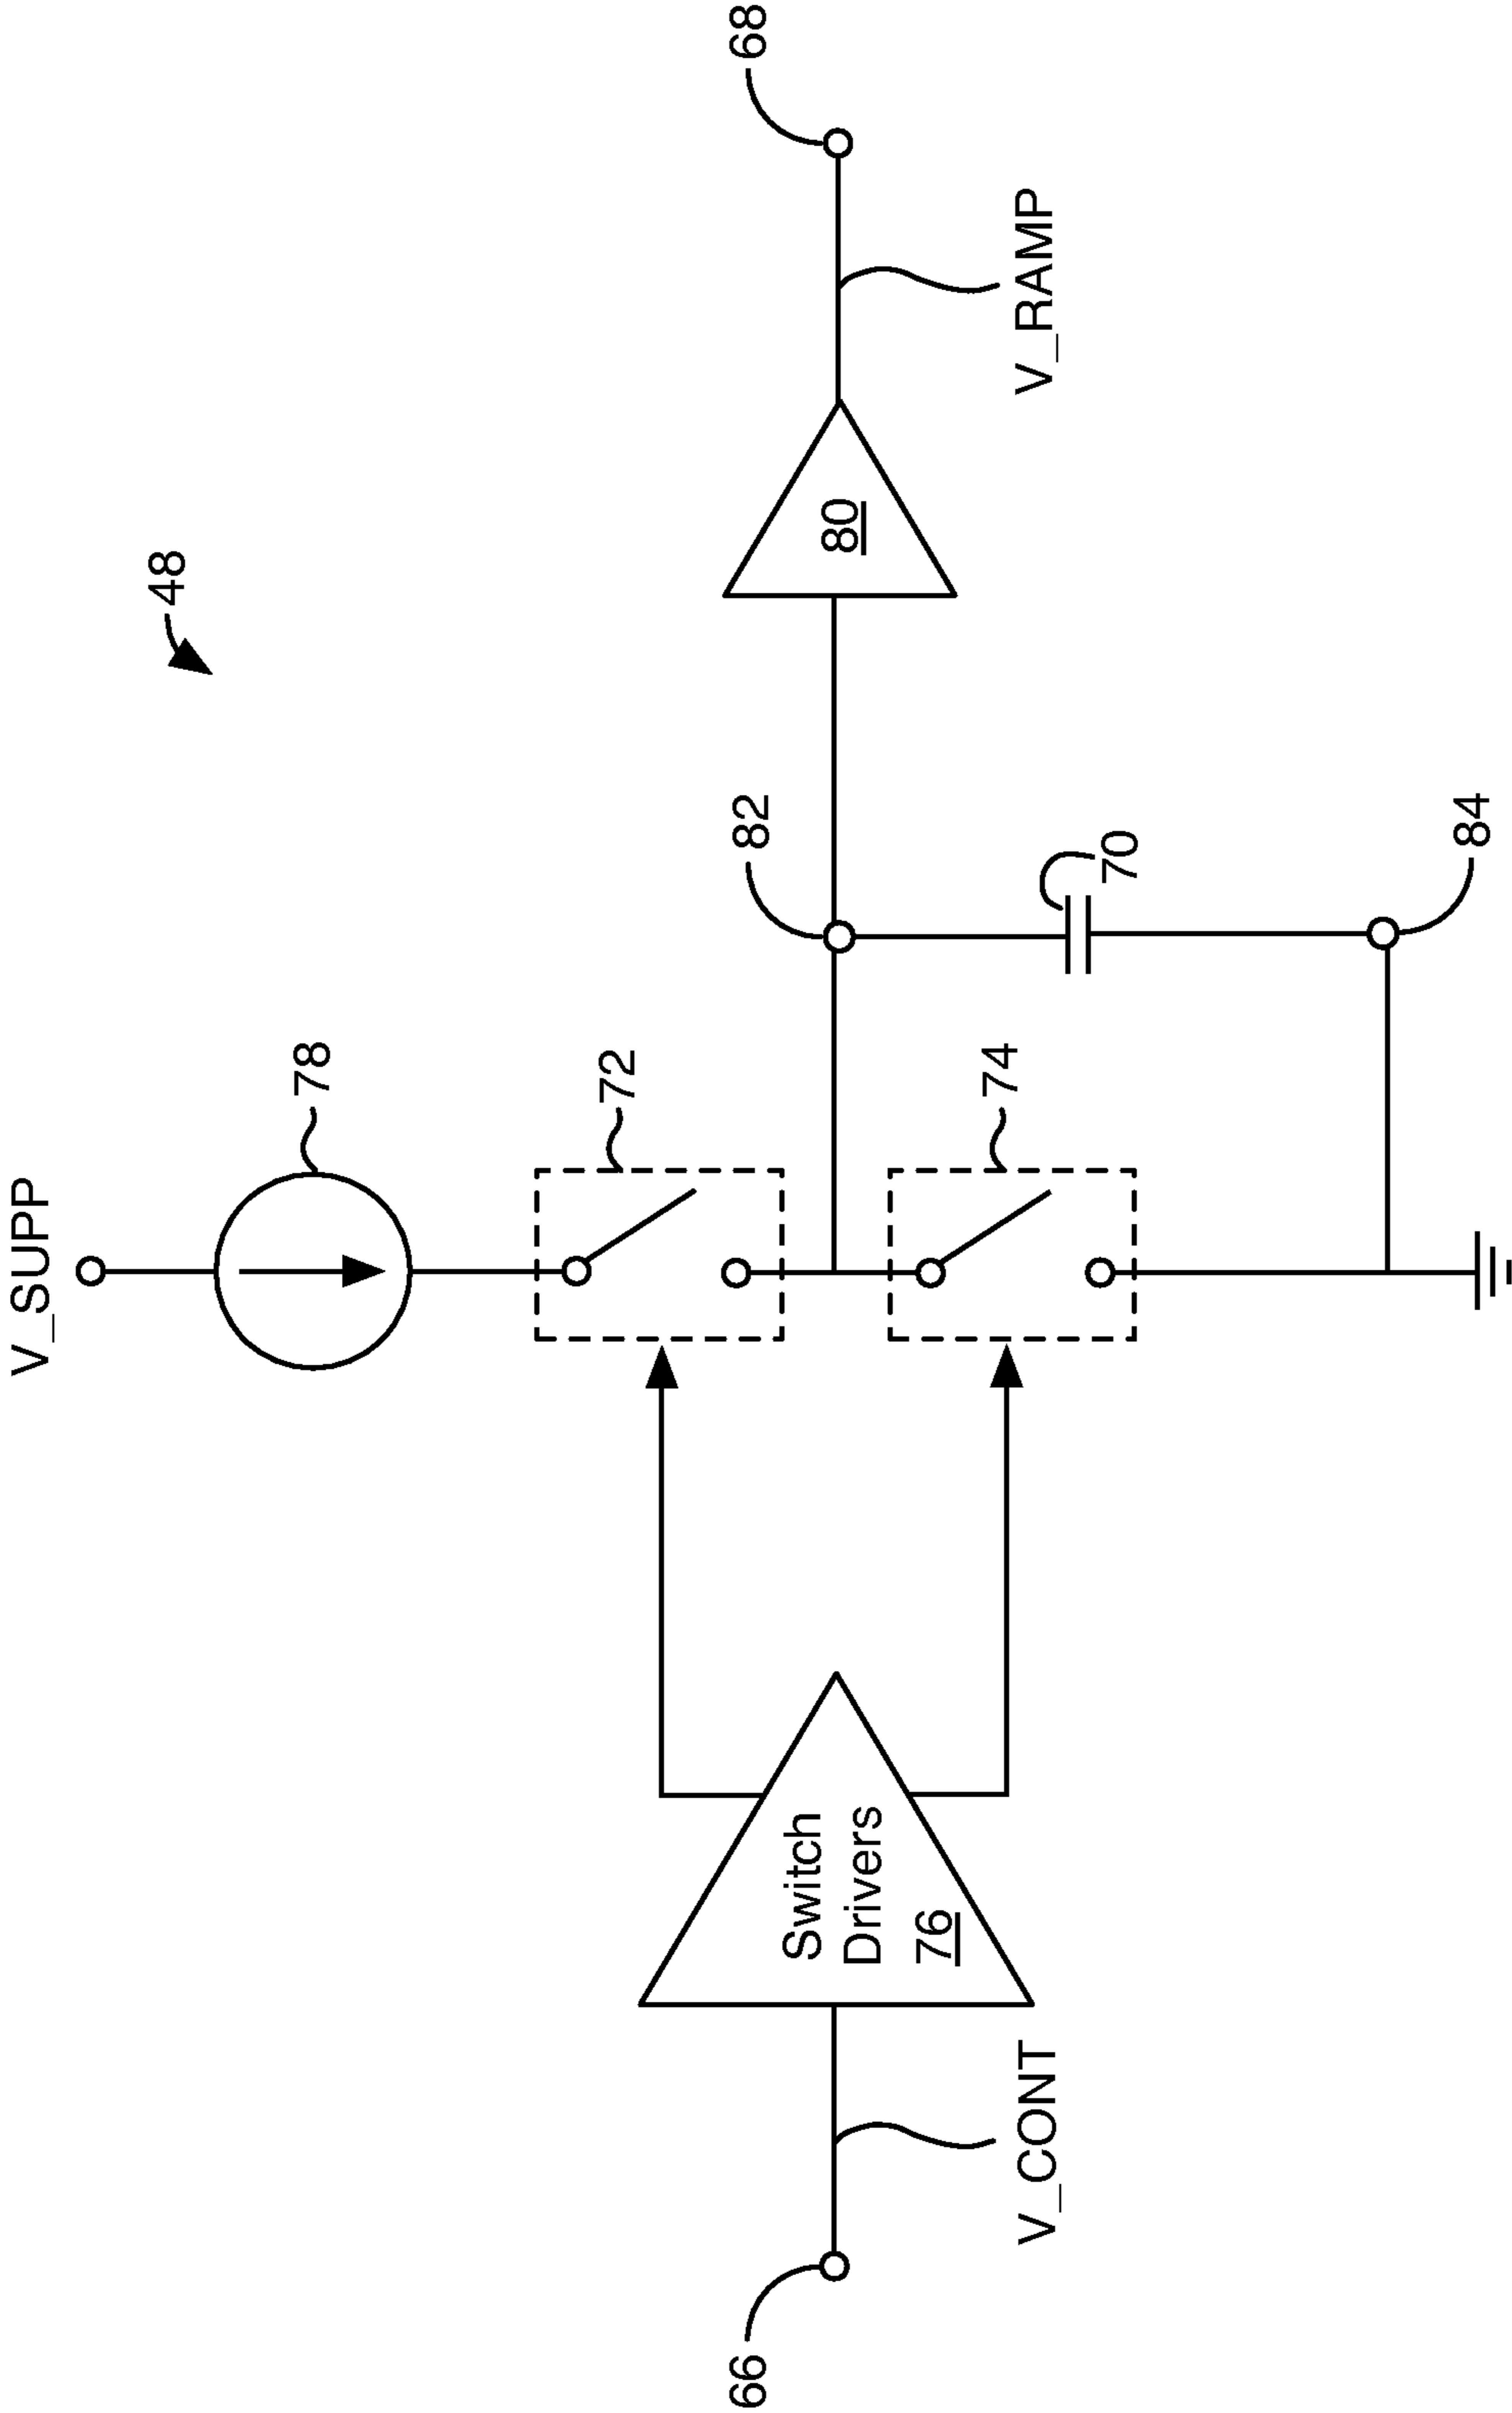 V_SUPP
48
78
72
66
82
68
Switch
Drivers
76
80
74
V_CONT
V_RAMP
70
84